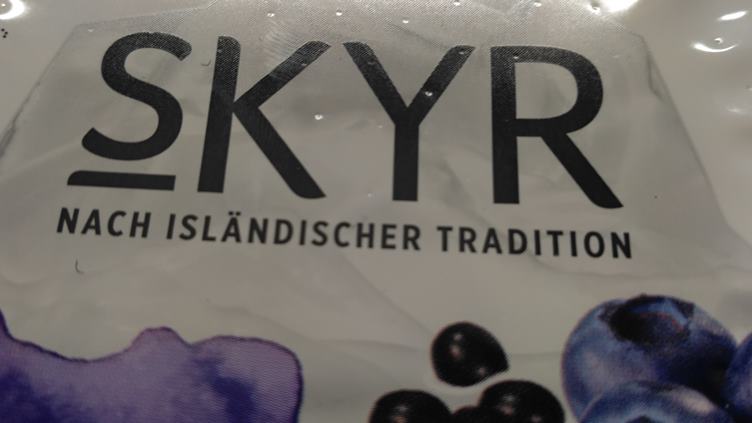 SKYR
NACH ISLÄNDISCHER TRADITION